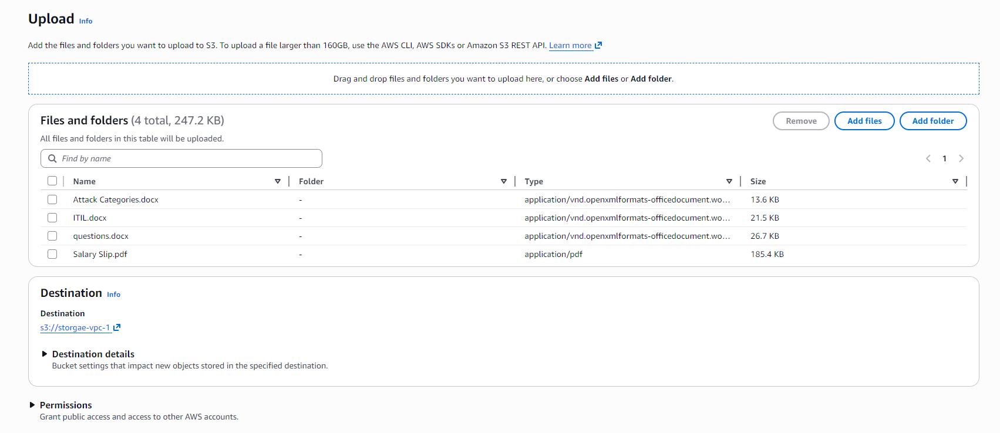 Upload Info
Add the files and folders you want to upload to S3. To upload a file larger than 160GB, use the AWS CLI, AWS SDKs or Amazon S3 REST API. Learn more
Drag and drop files and folders you want to upload here, or choose Add files or Add folder.
Files and folders (4 total, 247.2 KB) Remove Add files Add folder
All files and folders in this table will be uploaded.
Find by name 1
Name Folder Type Size
Attack Categories.docx - application/vnd.openxmlformats-officedocument.wo... 13.6 KB
ITIL.docx - application/vnd.openxmlformats-officedocument.wo... 21.5 KB
questions.docx - application/vnd.openxmlformats-officedocument.wo... 26.7 KB
Salary Slip.pdf - application/pdf 185.4 KB
Destination Info
Destination
s3://storgae-vpc-1
Destination details
Bucket settings that impact new objects stored in the specified destination.
Permissions
Grant public access and access to other AWS accounts.